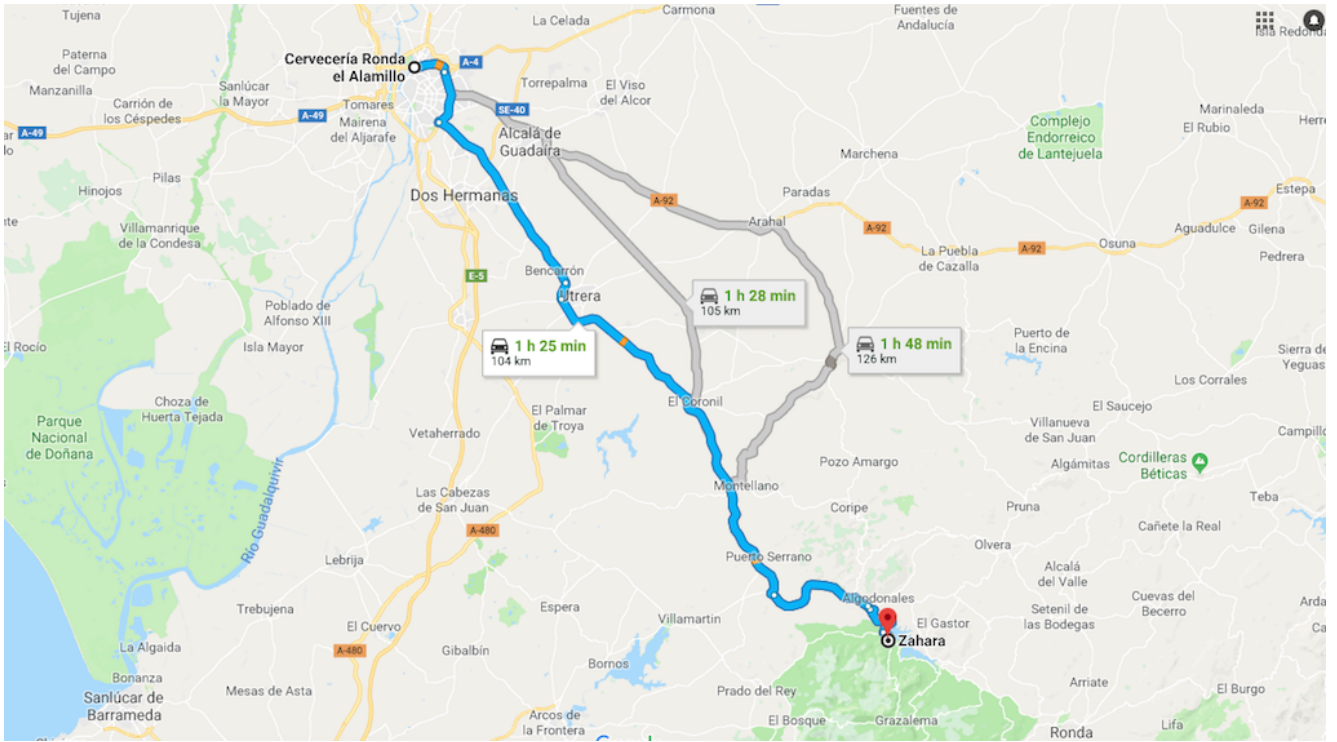 Tujena
La Celada
Carmona
Fuentes de
Andalucía
Isla Redonda
Paterna
del Campo
Cervecería Ronda
el Alamillo
A-4
Manzanilla
Carrión de
los Céspedes
Sanlúcar
la Mayor
Torrepalma
El Viso
del Alcor
Tomares
Mairena
del Aljarafe
A-49
A-49
SE-40
Alcalá de
Guadaíra
Marinaleda
El Rubio
Herre
Complejo
Endorreico
de Lantejuela
Marchena
Hinojos
Pilas
Dos Hermanas
A-92
Paradas
Estepa
A-92
Villamanrique
de la Condesa
Arahal
A-92
Aguadulce
Gilena
La Puebla
de Cazalla
A-92
Osuna
Pedrera
E-5
Bencarrón
Utrera
Poblado de
Alfonso XIII
1 h 28 min
105 km
El Rocío
Isla Mayor
1 h 25 min
104 km
1 h 48 min
126 km
Puerto de
la Encina
Sierra de
Yeguas
Los Corrales
Choza de
Huerta Tejada
El Coronil
El Palmar
de Troya
El Saucejo
Parque
Nacional
de Doñana
Vetaherrado
Villanueva
de San Juan
Campillo
Pozo Amargo
Algámitas
Cordilleras
Béticas
Las Cabezas
de San Juan
Montellano
Río Guadalquivir
Coripe
Pruna
Teba
A-480
Cañete la Real
Lebrija
Puerto Serrano
Olvera
Alcalá
del Valle
Trebujena
Espera
Villamartin
Algodonales
Cuevas del
Becerro
El Cuervo
El Gastor
Setenil de
las Bodegas
Arda
Ca
Zahara
La Algaida
A-480
Gibalbín
Bornos
Bonanza
Mesas de Asta
Prado del Rey
Arriate
El Burgo
Sanlúcar de
Barrameda
Arcos de
la Frontera
El Bosque
Grazalema
Ronda
Lifa